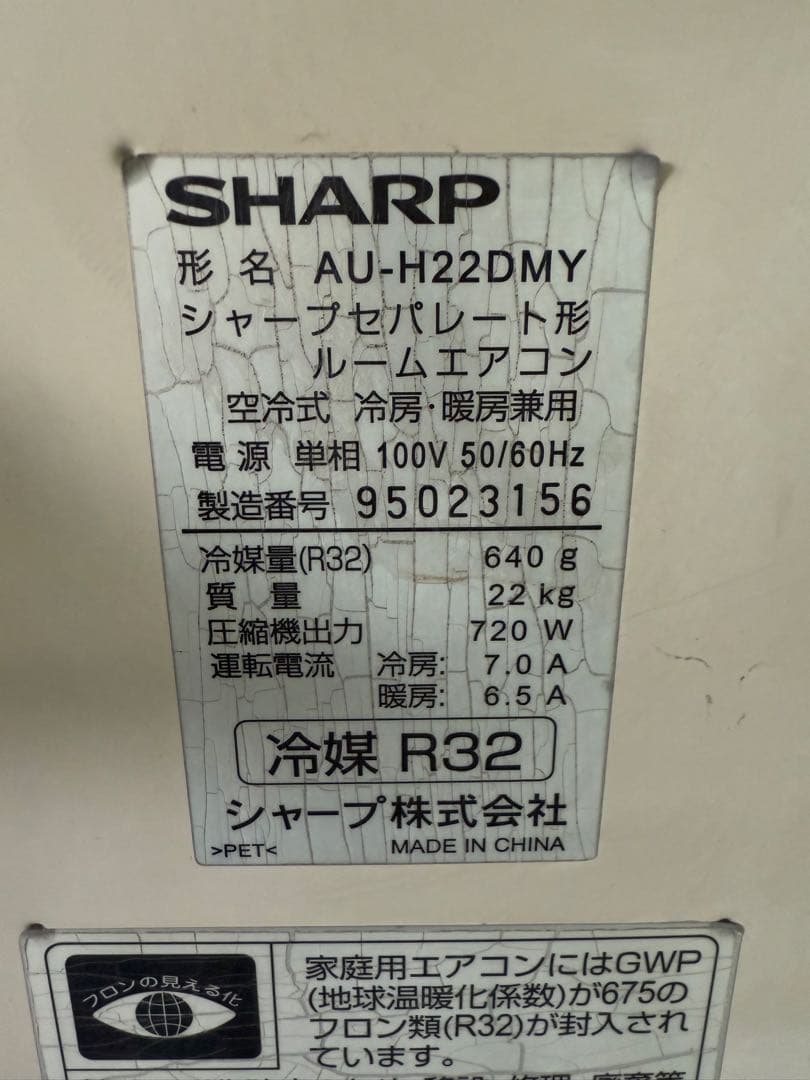 SHARP
形名 AU-H22DMY
シャープセパレート形
ルームエアコン
空冷式 冷房・暖房兼用
電源 単相 100V 50/60Hz
製造番号 95023156
冷媒量(R32) 640 g
質量 22 kg
圧縮機出力 720 W
運転電流 冷房: 7.0 A
暖房: 6.5 A
冷媒 R32
シャープ株式会社
>PET< MADE IN CHINA
フロンの見える化
家庭用エアコンにはGWP
(地球温暖化係数)が675の
フロン類(R32)が封入され
ています。